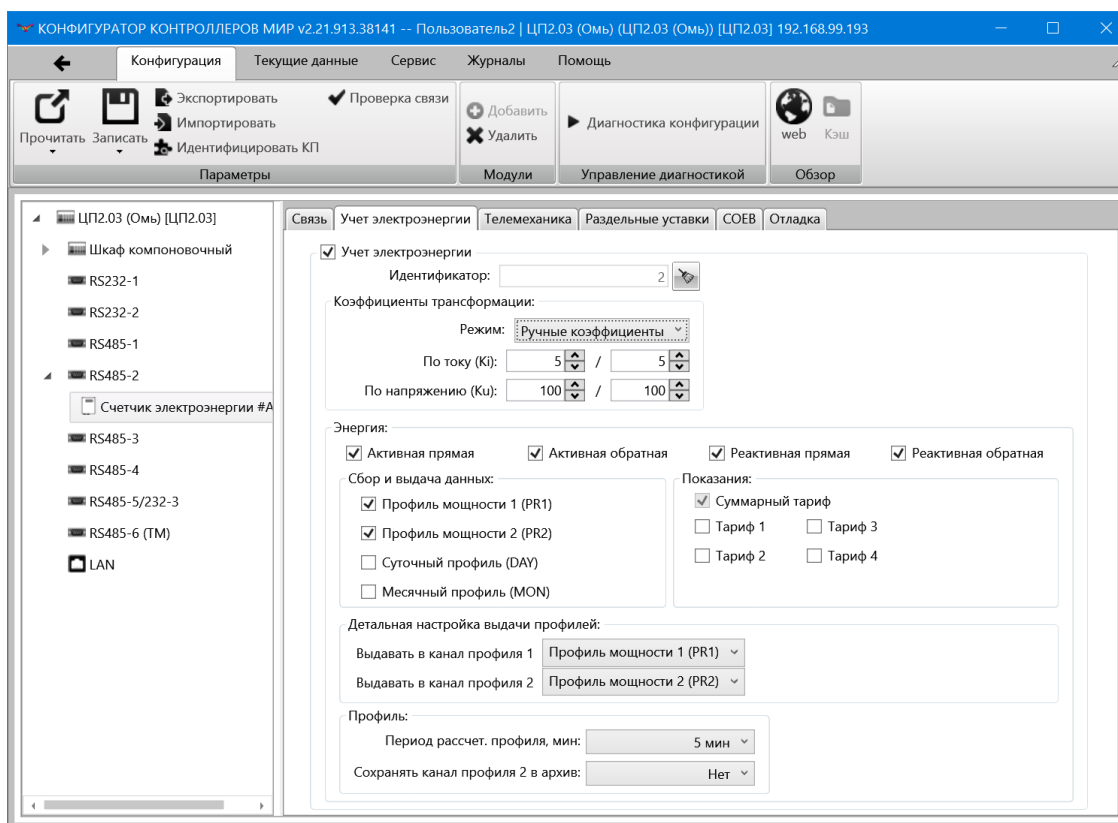 КОНФИГУРАТОР КОНТРОЛЛЕРОВ МИР v2.21.913.38141 -- Пользователь2 | ЦП2.03 (Омь) (ЦП2.03 (Омь)) [ЦП2.03] 192.168.99.193
Конфигурация Текущие данные Сервис Журналы Помощь
Прочитать Записать
Экспортировать
Импортировать
Идентифицировать КП
Проверка связи
Параметры
Добавить
Удалить
Модули
Диагностика конфигурации
Управление диагностикой
web Кэш
Обзор
ЦП2.03 (Омь) [ЦП2.03]
Шкаф компоновочный
RS232-1
RS232-2
RS485-1
RS485-2
Счетчик электроэнергии #A
RS485-3
RS485-4
RS485-5/232-3
RS485-6 (TM)
LAN
Связь Учет электроэнергии Телемеханика Раздельные уставки СОЕВ Отладка
Учет электроэнергии
Идентификатор: 2
Коэффициенты трансформации:
Режим: Ручные коэффициенты
По току (Ki): 5 / 5
По напряжению (Ku): 100 / 100
Энергия:
Активная прямая Активная обратная Реактивная прямая Реактивная обратная
Сбор и выдача данных:
Профиль мощности 1 (PR1)
Профиль мощности 2 (PR2)
Суточный профиль (DAY)
Месячный профиль (MON)
Показания:
Суммарный тариф
Тариф 1 Тариф 3
Тариф 2 Тариф 4
Детальная настройка выдачи профилей:
Выдавать в канал профиля 1 Профиль мощности 1 (PR1)
Выдавать в канал профиля 2 Профиль мощности 2 (PR2)
Профиль:
Период рассчет. профиля, мин: 5 мин
Сохранять канал профиля 2 в архив: Нет